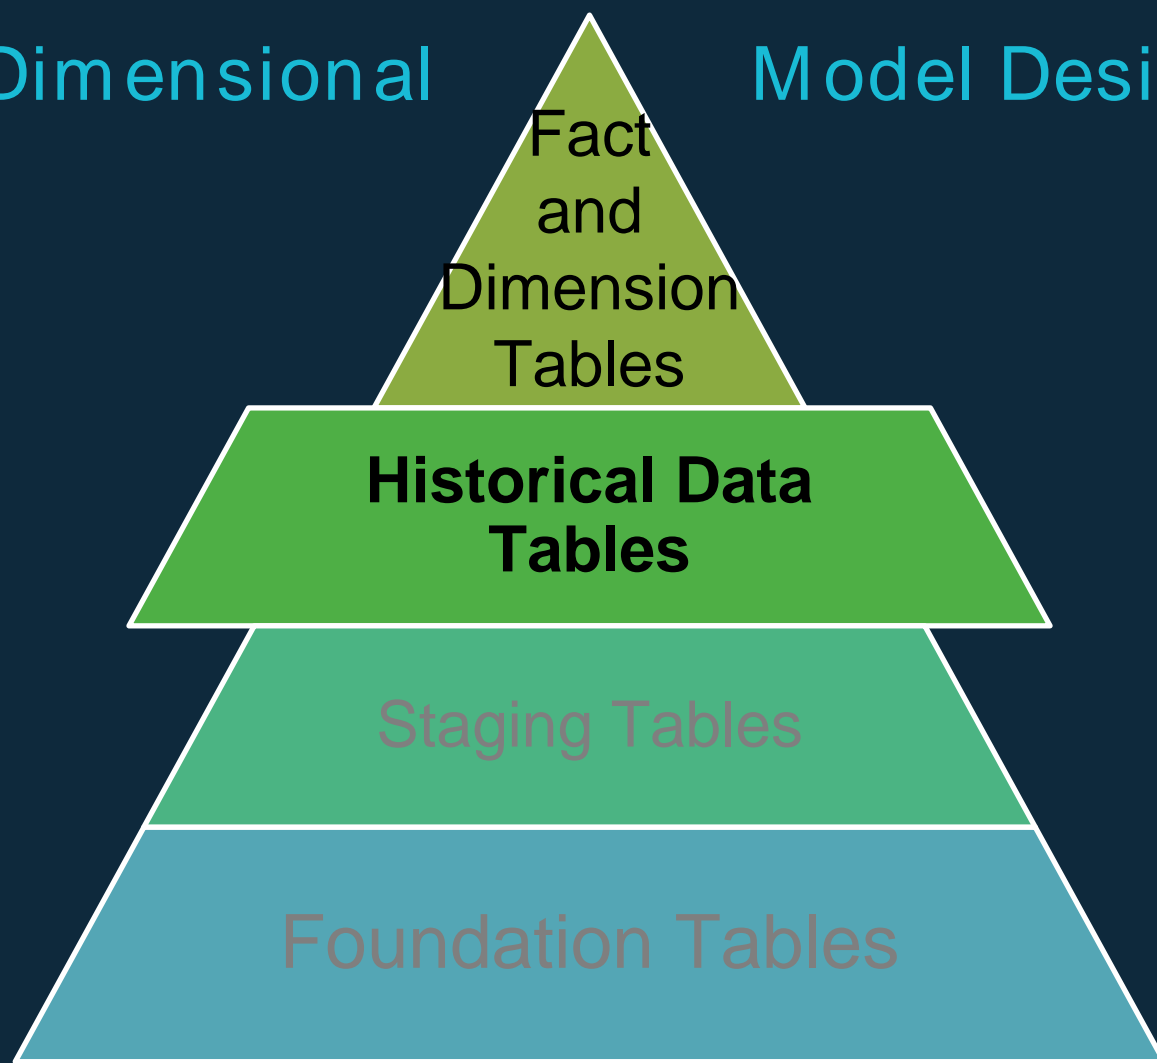 Dimensional Model Desi
Fact
and
Dimension
Tables
Historical Data
Tables
Staging Tables
Foundation Tables